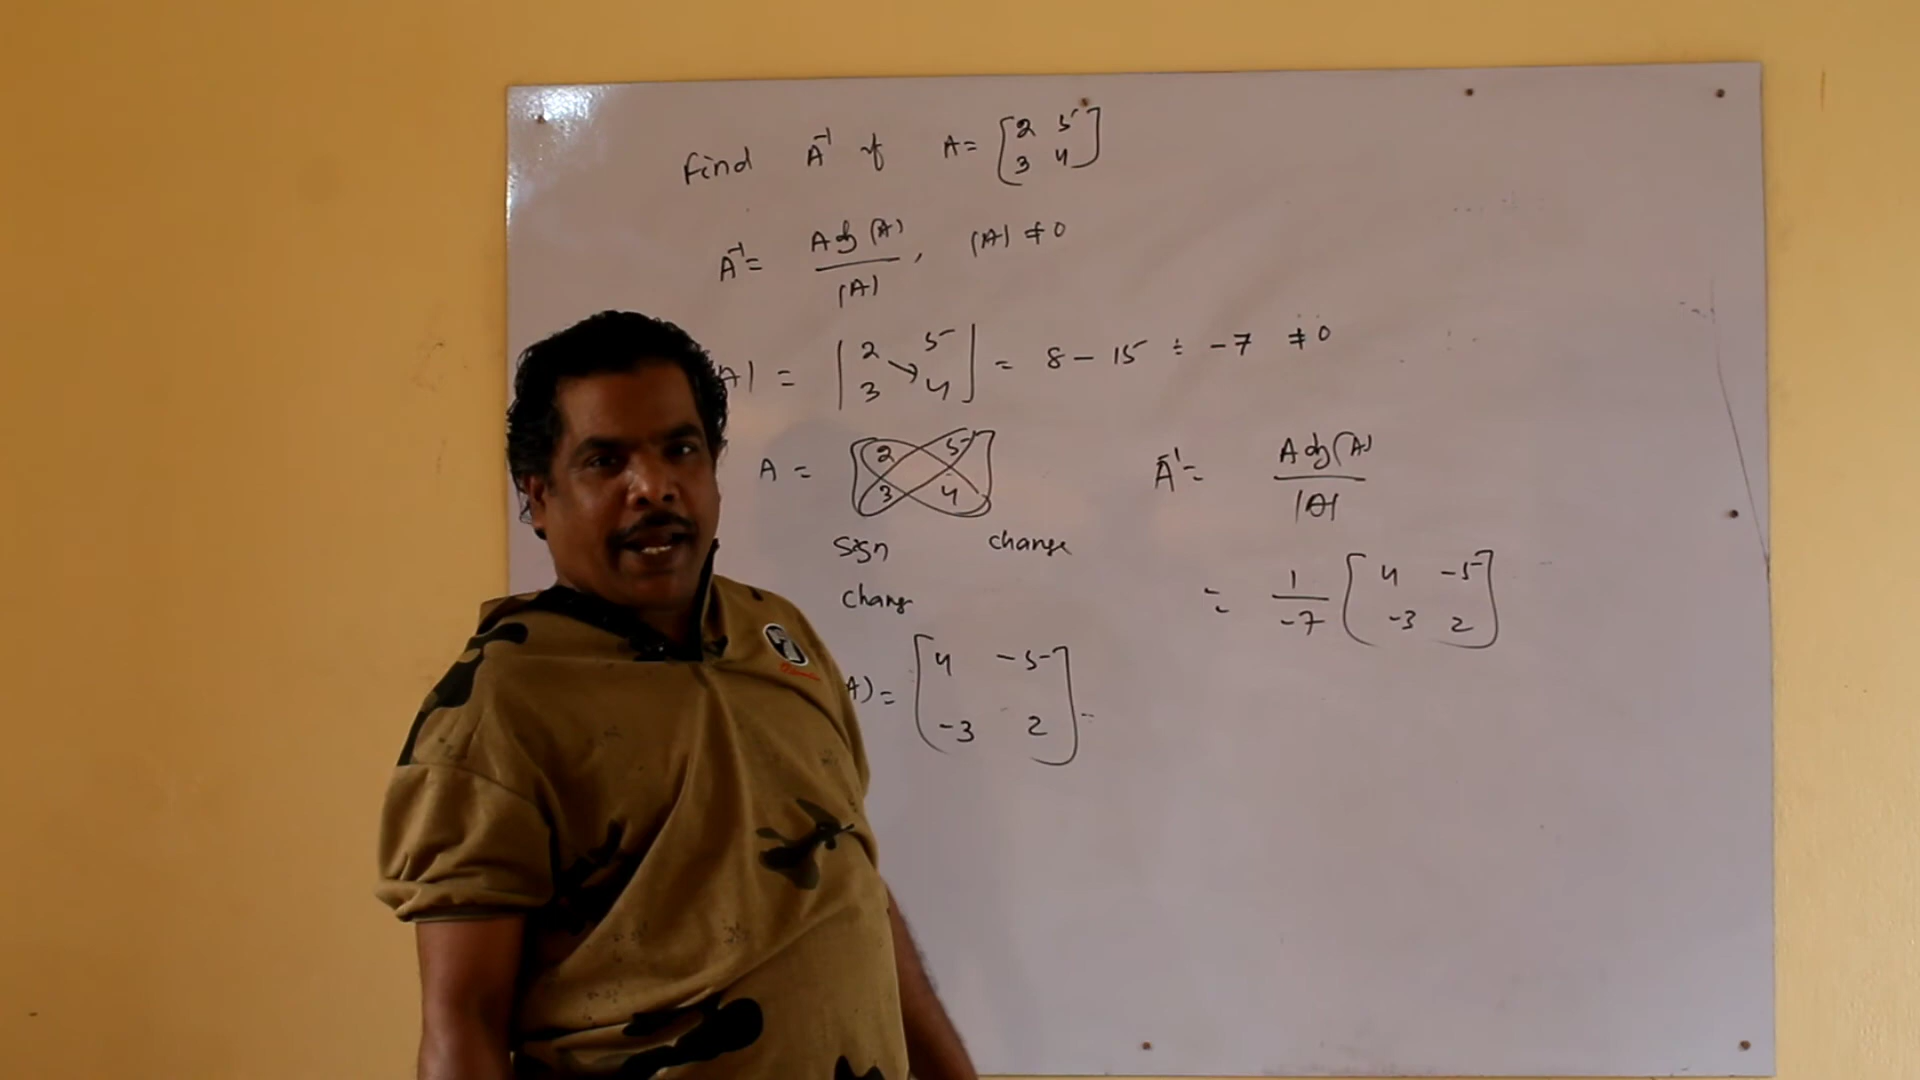 Find A⁻¹ if A = [2 5; 3 4]
A⁻¹ = Adj(A) / |A| , |A| ≠ 0
A| = |2 5; 3 4| = 8 - 15 = -7 ≠ 0
A = [2 5; 3 4]
Sign change
change
A) = [4 -5; -3 2]
A⁻¹ = Adj(A) / |A|
= 1/-7 [4 -5; -3 2]